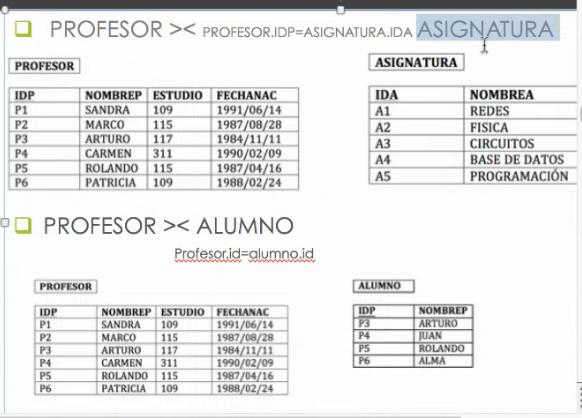 PROFESOR >< PROFESOR.IDP=ASIGNATURA.IDA ASIGNATURA
PROFESOR
IDP NOMBREP ESTUDIO FECHANAC
P1 SANDRA 109 1991/06/14
P2 MARCO 115 1987/08/28
P3 ARTURO 117 1984/11/11
P4 CARMEN 311 1990/02/09
P5 ROLANDO 115 1987/04/16
P6 PATRICIA 109 1988/02/24
ASIGNATURA
IDA NOMBREA
A1 REDES
A2 FISICA
A3 CIRCUITOS
A4 BASE DE DATOS
A5 PROGRAMACIÓN
PROFESOR >< ALUMNO
Profesor.id=alumno.id
PROFESOR
IDP NOMBREP ESTUDIO FECHANAC
P1 SANDRA 109 1991/06/14
P2 MARCO 115 1987/08/28
P3 ARTURO 117 1984/11/11
P4 CARMEN 311 1990/02/09
P5 ROLANDO 115 1987/04/16
P6 PATRICIA 109 1988/02/24
ALUMNO
IDP NOMBREP
P3 ARTURO
P4 JUAN
P5 ROLANDO
P6 ALMA